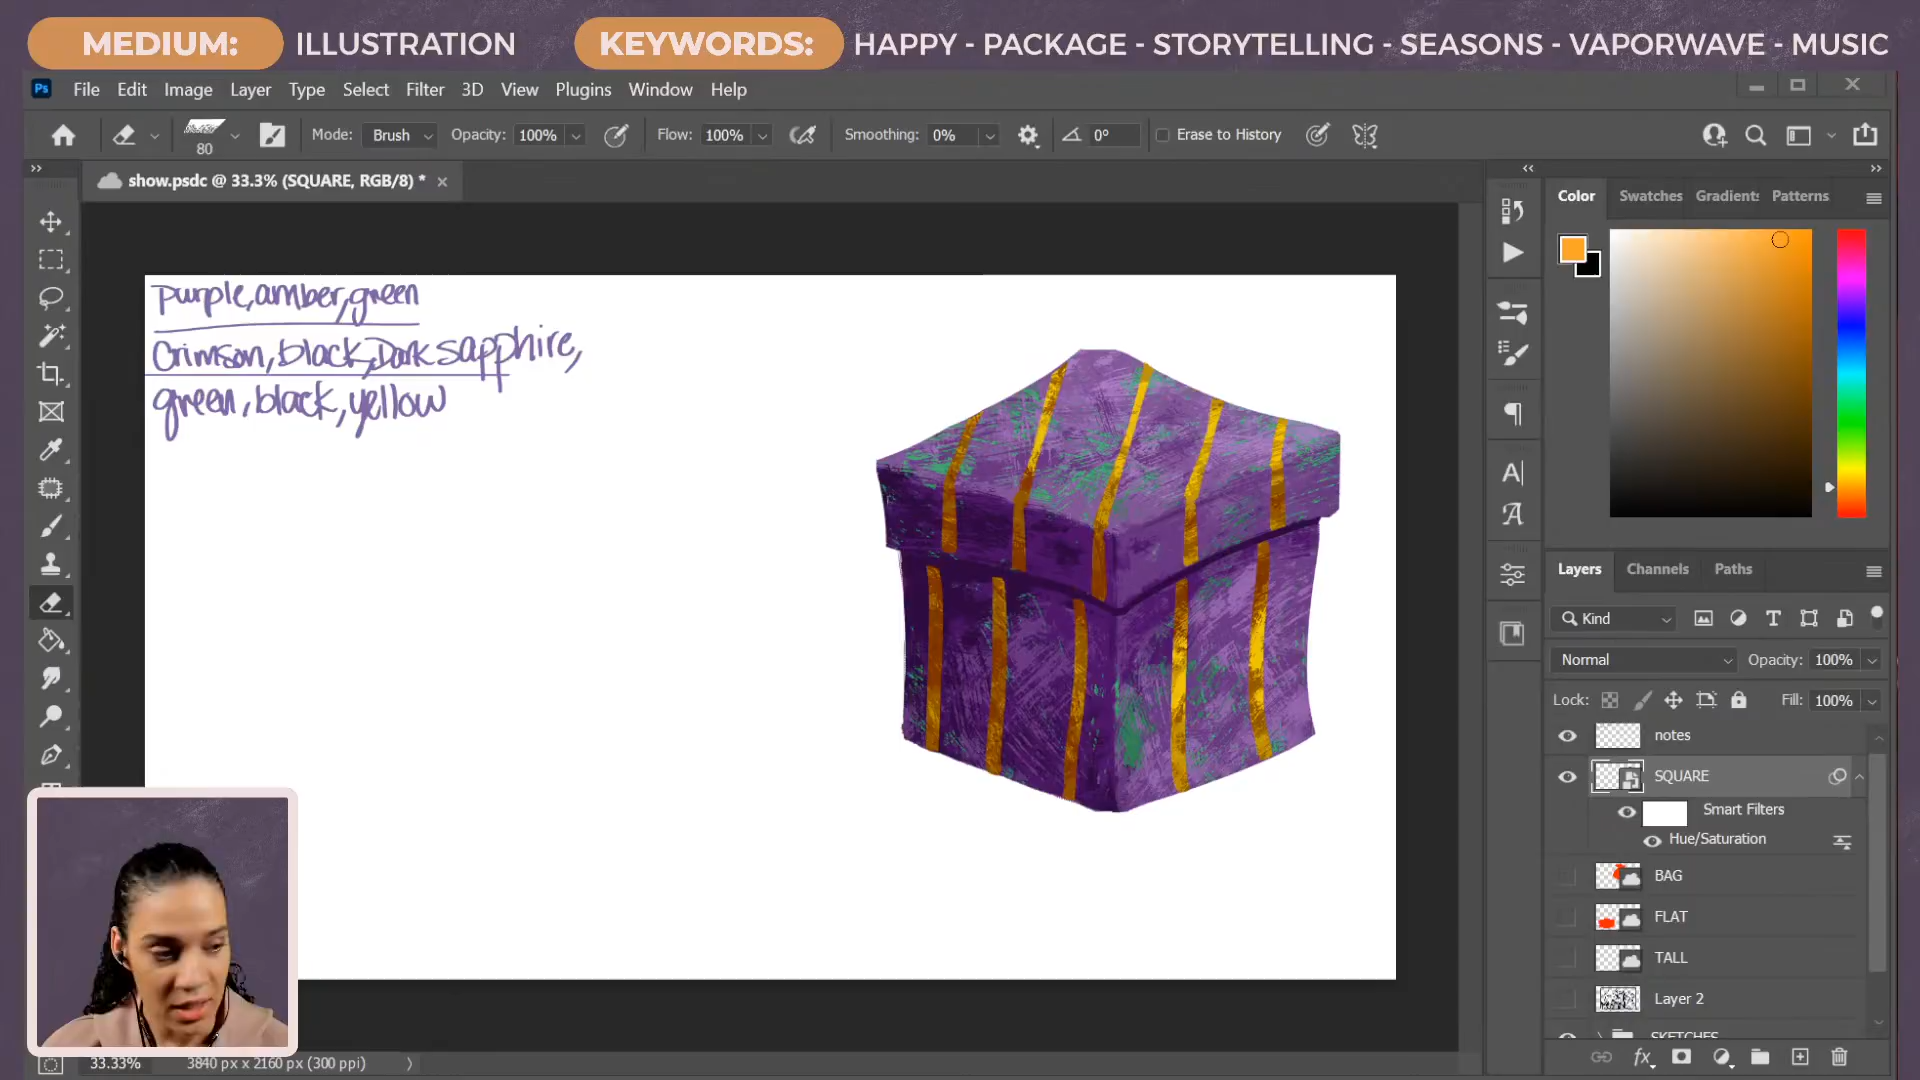 MEDIUM: ILLUSTRATION KEYWORDS: HAPPY - PACKAGE - STORYTELLING - SEASONS - VAPORWAVE - MUSIC
Ps File Edit Image Layer Type Select Filter 3D View Plugins Window Help
80 Mode: Brush Opacity: 100% Flow: 100% Smoothing: 0% 0° Erase to History
show.psdc @ 33.3% (SQUARE, RGB/8) *
Color Swatches Gradients Patterns
purple, amber, green
Crimson, black, Dark sapphire,
green, black, yellow
Layers Channels Paths
Kind
Normal Opacity: 100%
Lock: Fill: 100%
notes
SQUARE
Smart Filters
Hue/Saturation
BAG
FLAT
TALL
Layer 2
SKETCHES
33.33% 3840 px x 2160 px (300 ppi)